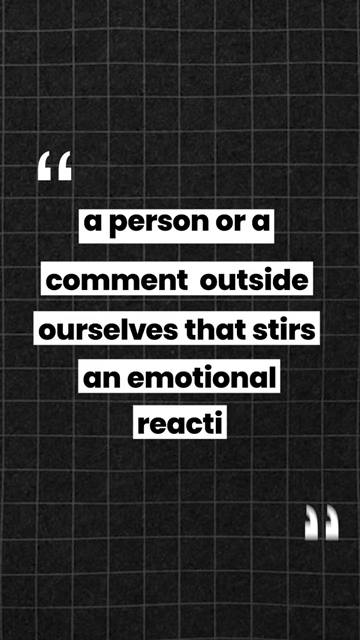 “
a person or a
comment outside
ourselves that stirs
an emotional
reacti
”